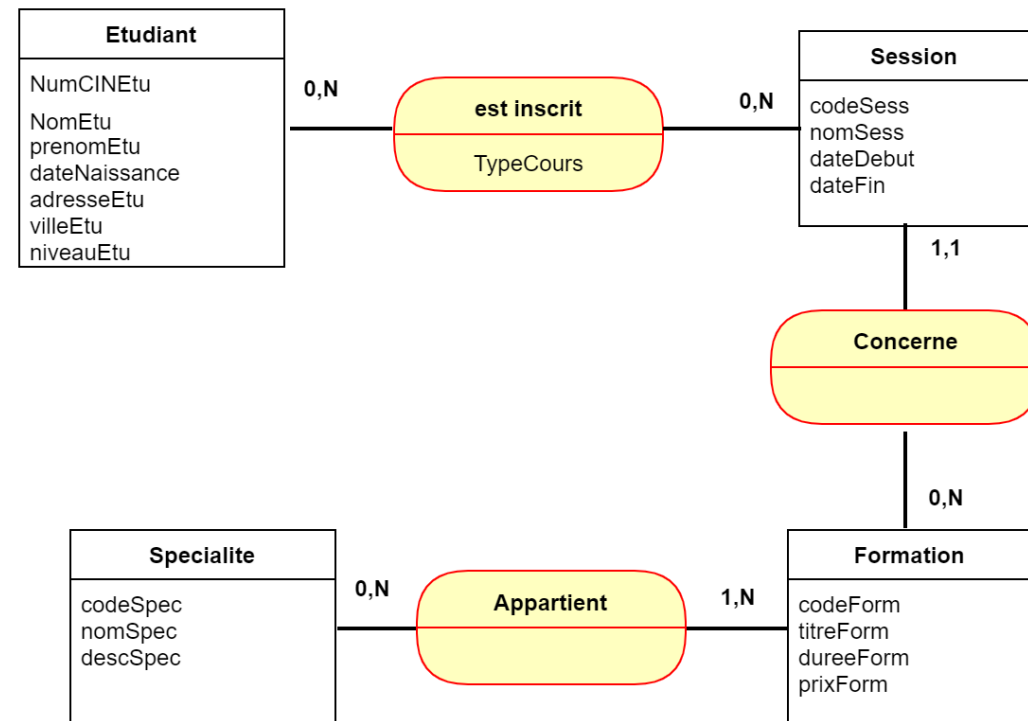 Etudiant
NumCINEtu
NomEtu
prenomEtu
dateNaissance
adresseEtu
villeEtu
niveauEtu
0,N
est inscrit
TypeCours
0,N
Session
codeSess
nomSess
dateDebut
dateFin
1,1
Concerne
0,N
Specialite
codeSpec
nomSpec
descSpec
0,N
Appartient
1,N
Formation
codeForm
titreForm
dureeForm
prixForm